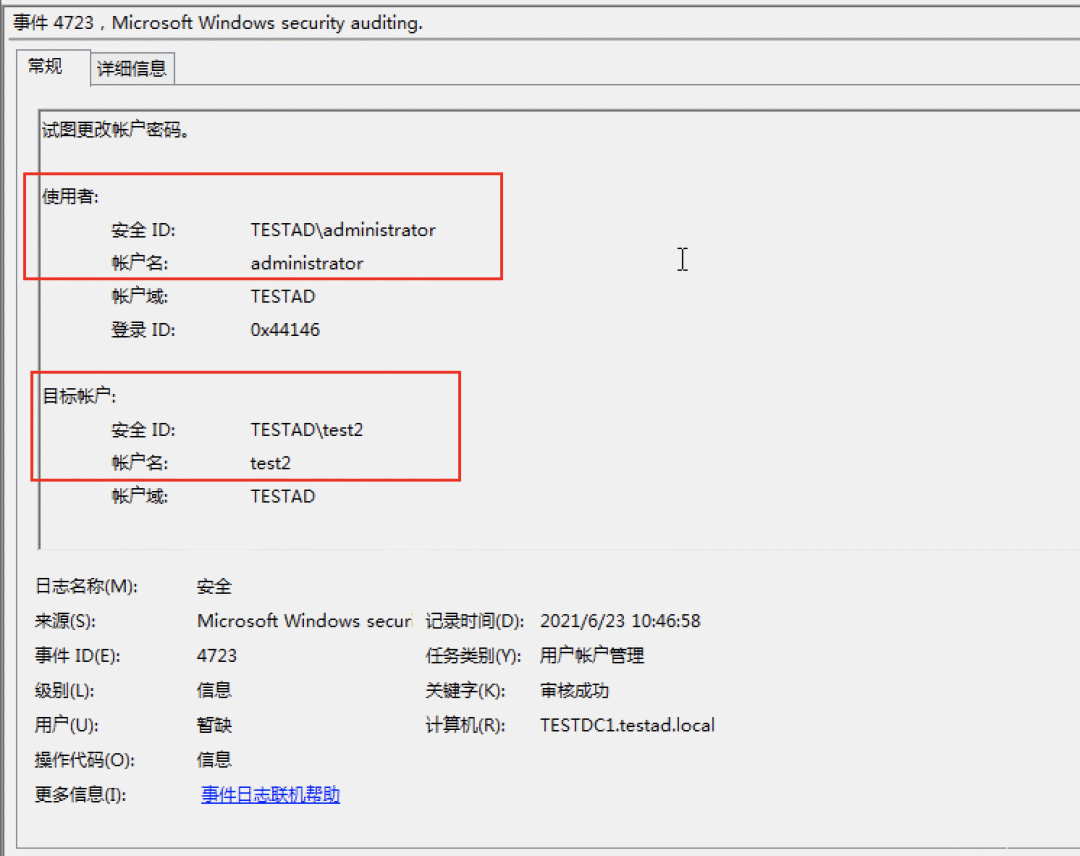 事件 4723，Microsoft Windows security auditing.
常规 详细信息
试图更改帐户密码。
使用者:
安全 ID: TESTAD\administrator
帐户名: administrator
帐户域: TESTAD
登录 ID: 0x44146
目标帐户:
安全 ID: TESTAD\test2
帐户名: test2
帐户域: TESTAD
日志名称(M): 安全
来源(S): Microsoft Windows securi 记录时间(D): 2021/6/23 10:46:58
事件 ID(E): 4723 任务类别(Y): 用户帐户管理
级别(L): 信息 关键字(K): 审核成功
用户(U): 暂缺 计算机(R): TESTDC1.testad.local
操作代码(O): 信息
更多信息(I): 事件日志联机帮助